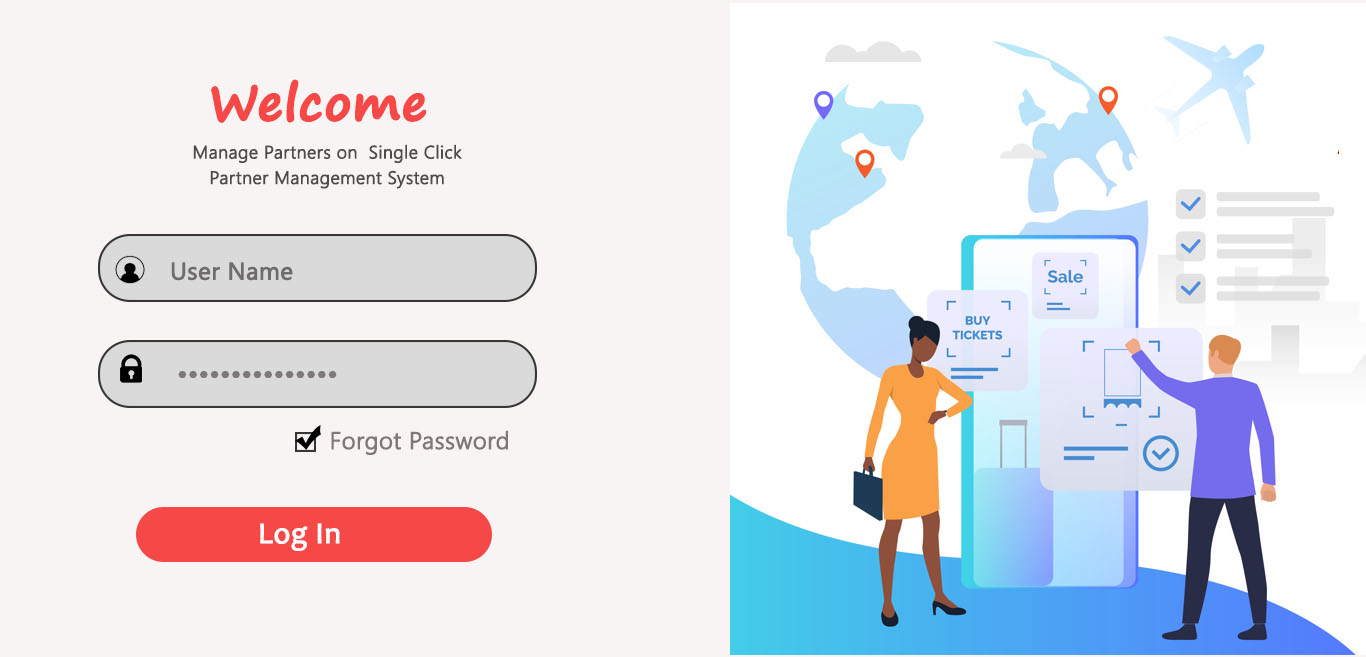 Welcome
Manage Partners on  Single Click
Partner Management System
User Name
Forgot Password
Log In
Sale
BUY
TICKETS